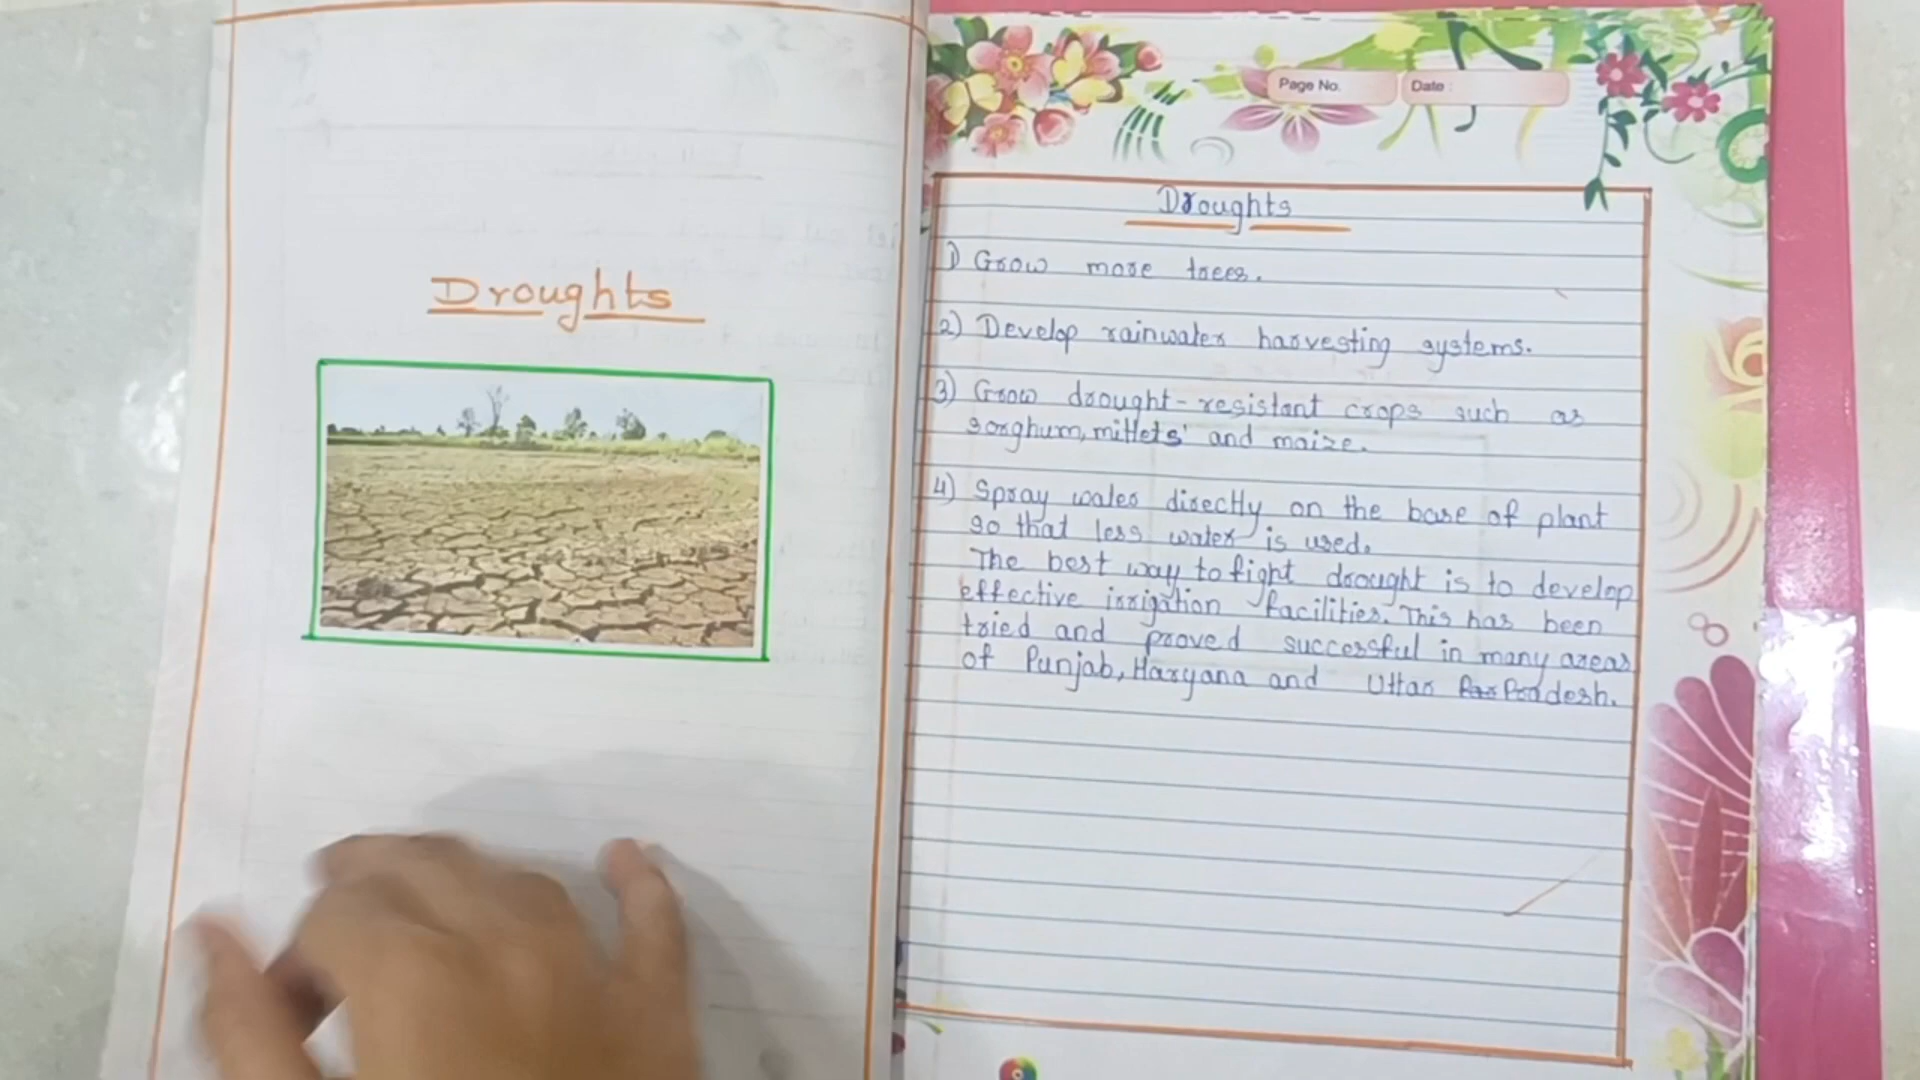 Droughts
Page No.
Date :
Droughts
1) Grow more trees.
2) Develop rainwater harvesting systems.
3) Grow drought-resistant crops such as
sorghum, millets' and maize.
4) Spray water directly on the base of plant
so that less water is used.
The best way to fight drought is to develop
effective irrigation facilities. This has been
tried and proved successful in many areas
of Punjab, Haryana and Uttar Pradesh.